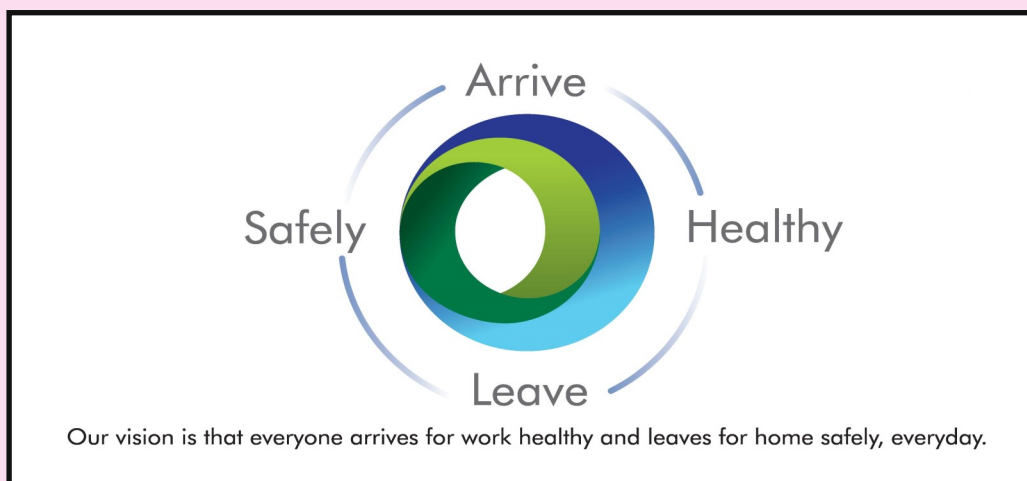 Arrive
Safely
Healthy
Leave
Our vision is that everyone arrives for work healthy and leaves for home safely, everyday.